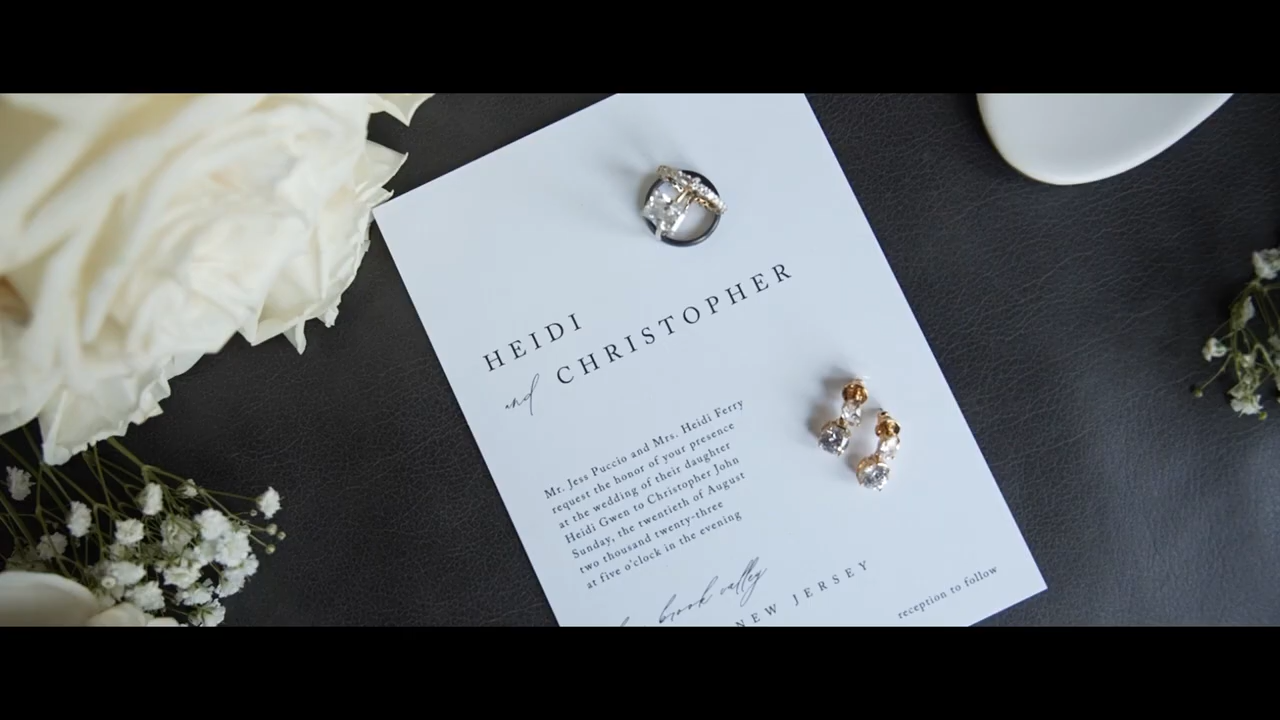 HEIDI
and CHRISTOPHER
Mr. Jess Puccio and Mrs. Heidi Ferry
request the honor of your presence
at the wedding of their daughter
Heidi Gwen to Christopher John
Sunday, the twentieth of August
two thousand twenty-three
at five o'clock in the evening
brook valley
NEW JERSEY
reception to follow